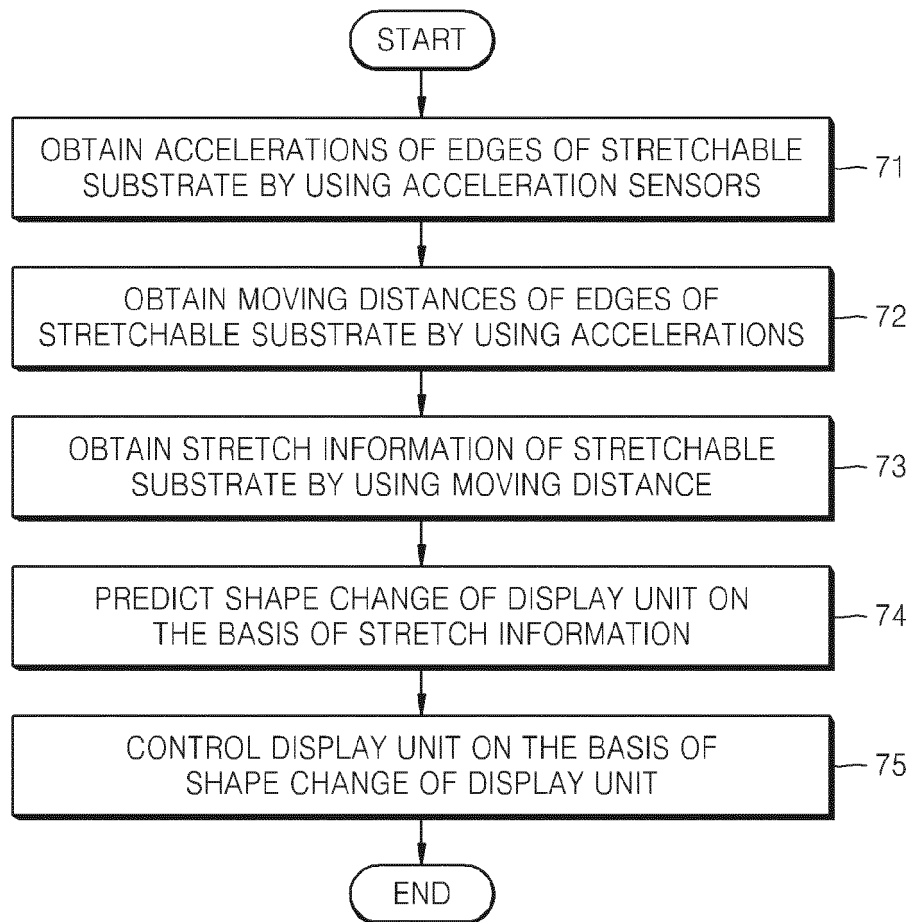 START
OBTAIN ACCELERATIONS OF EDGES OF STRETCHABLE
SUBSTRATE BY USING ACCELERATION SENSORS
71
OBTAIN MOVING DISTANCES OF EDGES OF
STRETCHABLE SUBSTRATE BY USING ACCELERATIONS
72
OBTAIN STRETCH INFORMATION OF STRETCHABLE
SUBSTRATE BY USING MOVING DISTANCE
73
PREDICT SHAPE CHANGE OF DISPLAY UNIT ON
THE BASIS OF STRETCH INFORMATION
74
CONTROL DISPLAY UNIT ON THE BASIS OF
SHAPE CHANGE OF DISPLAY UNIT
75
END